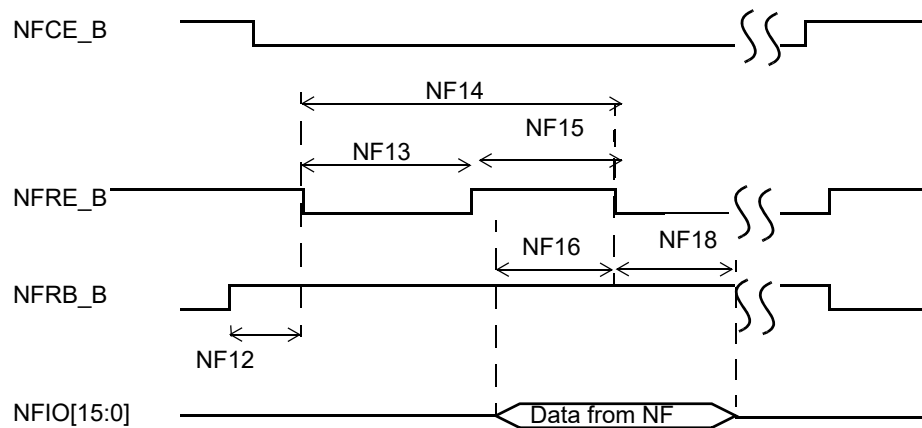 NFCE_B
NF14
NF15
NF13
NFRE_B
NF16
NF18
NFRB_B
NF12
NFIO[15:0]
Data from NF